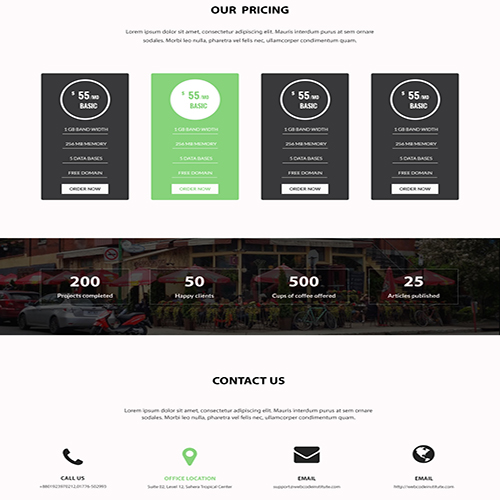 OUR PRICING
Lorem ipsum dolor sit amet, consectetur adipiscing elit. Mauris interdum urna ornare
sodales. Morbi leo nulla, pharetra vel felis nec, ullamcorper condimentum quam.
$ 55/MO
BASIC
1 GB BAND WIDTH
256 MB MEMORY
5 DATA BASES
FREE DOMAIN
ORDER NOW
$ 55/MO
BASIC
1 GB BAND WIDTH
256 MB MEMORY
5 DATA BASES
FREE DOMAIN
ORDER NOW
$ 55/MO
BASIC
1 GB BAND WIDTH
256 MB MEMORY
5 DATA BASES
FREE DOMAIN
ORDER NOW
$ 55/MO
BASIC
1 GB BAND WIDTH
256 MB MEMORY
5 DATA BASES
FREE DOMAIN
ORDER NOW
200
Projects completed
50
Happy clients
500
Cups of coffee offered
25
Articles published
CONTACT US
Lorem ipsum dolor sit amet, consectetur adipiscing elit. Mauris interdum urna ornare
sodales. Morbi leo nulla, pharetra vel felis nec, ullamcorper condimentum quam.
CALL US
OFFICE LOCATION
Suite 02, Level 12, Sahera Tropical Center
EMAIL
support@webcodeinstitute.com
EMAIL
http://webcodeinstitute.com